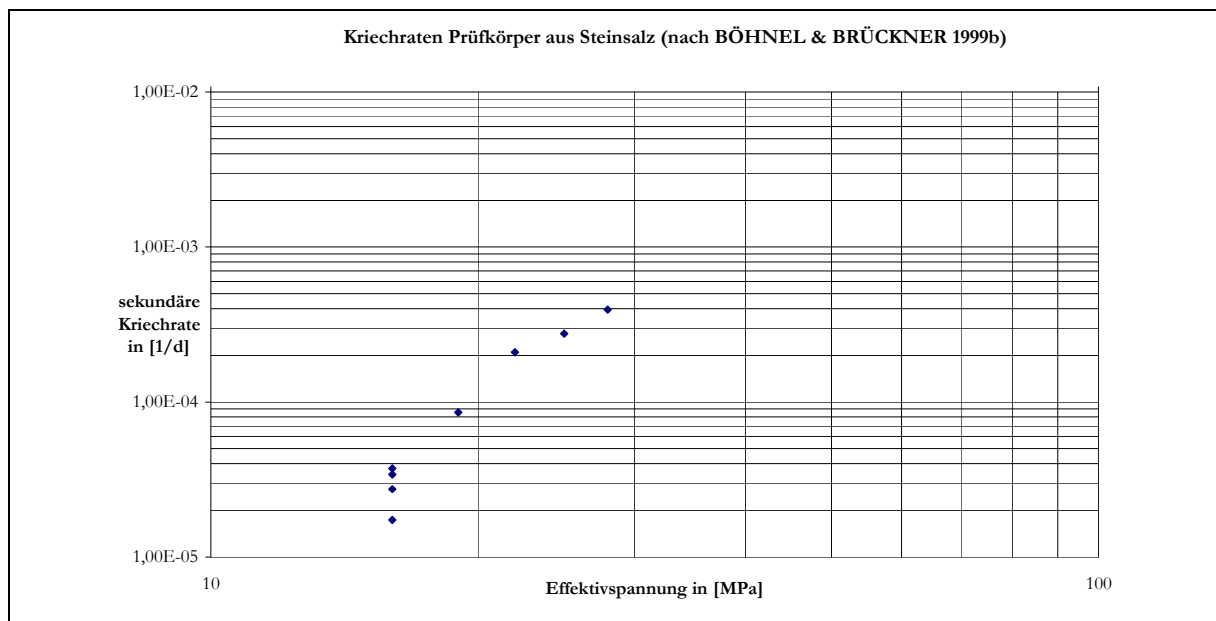 Kriechraten Prüfkörper aus Steinsalz (nach BÖHNEL & BRÜCKNER 1999b)
1,00E-02
1,00E-03
sekundäre
Kriechrate
in [1/d]
1,00E-04
1,00E-05
10
Effektivspannung in [MPa]
100